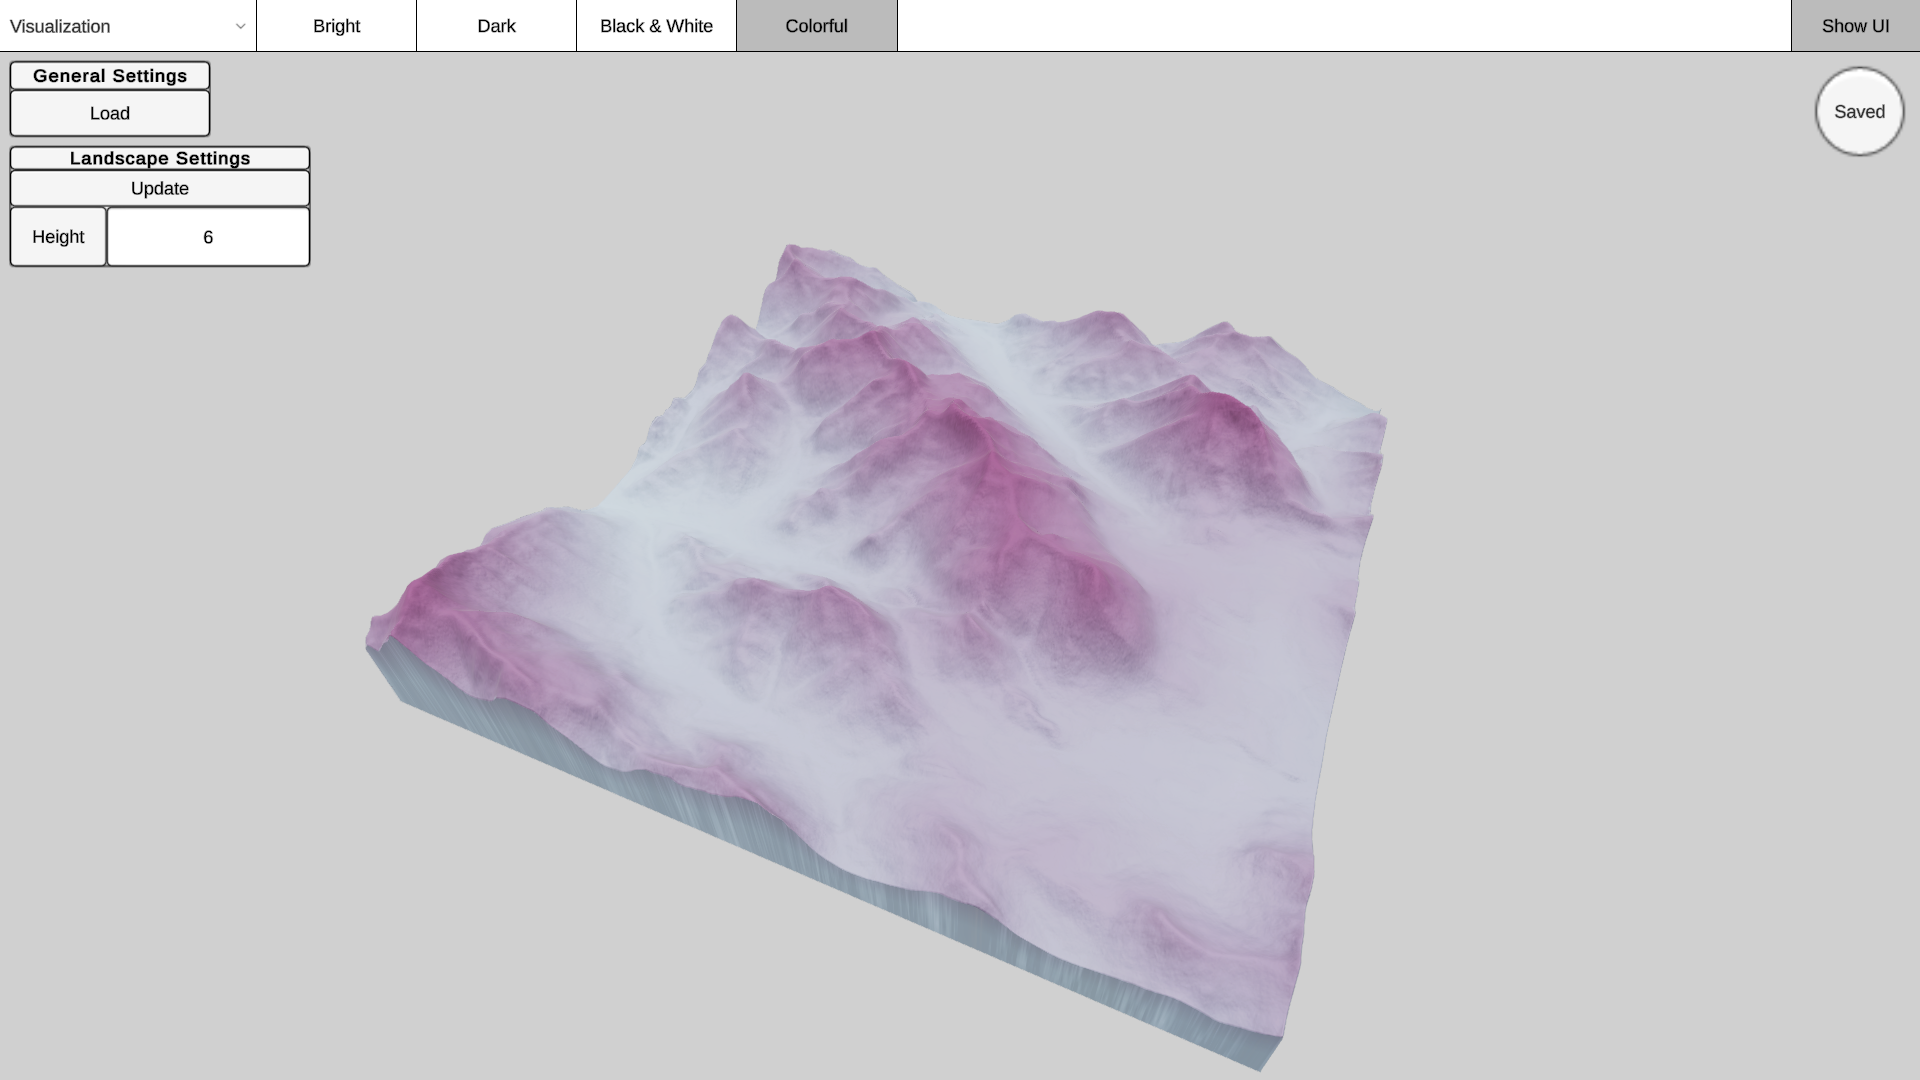 Visualization
Bright
Dark
Black & White
Colorful
Show UI
General Settings
Load
Saved
Landscape Settings
Update
Height
6